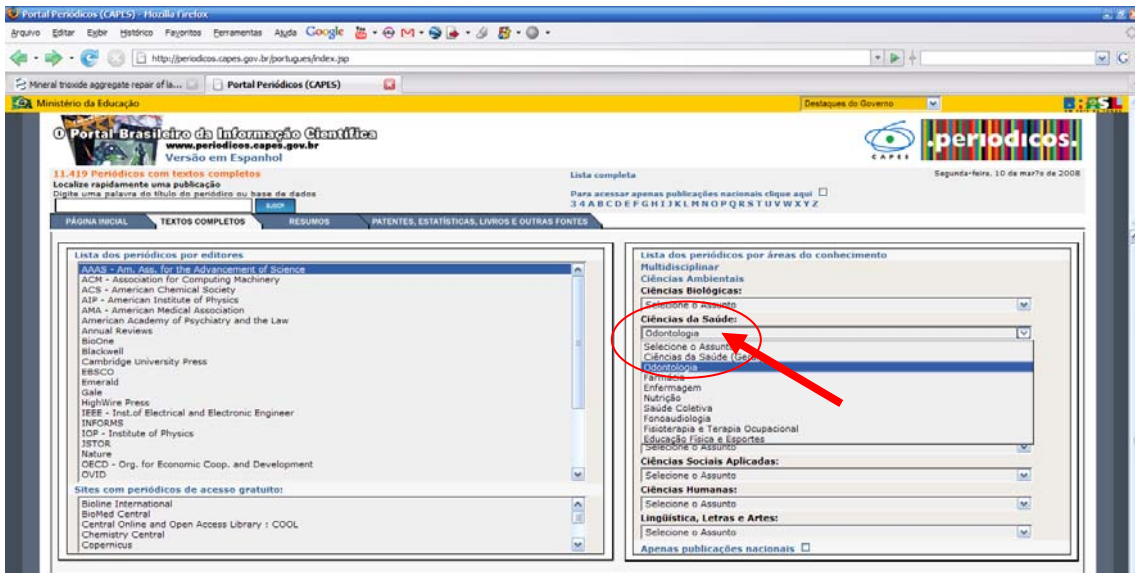 Portal Periódicos (CAPES) - Mozilla Firefox
Arquivo Editar Exibir Histórico Favoritos Ferramentas Ajuda Google
http://periodicos.capes.gov.br/portugues/index.jsp
Mineral trioxide aggregate repair of la... Portal Periódicos (CAPES)
Ministério da Educação Destaques do Governo
O Portal Brasileiro da Informação Científica
www.periodicos.capes.gov.br
Versão em Espanhol
CAPES .periodicos.
11.419 Periódicos com textos completos Lista completa Segunda-feira, 10 de mar?s de 2008
Localize rapidamente uma publicação
Digite uma palavra do título do periódico ou base de dados Para acessar apenas publicações nacionais clique aqui
3 4 A B C D E F G H I J K L M N O P Q R S T U V W X Y Z
PÁGINA INICIAL TEXTOS COMPLETOS RESUMOS PATENTES, ESTATÍSTICAS, LIVROS E OUTRAS FONTES
Lista dos periódicos por editores
AAAS - Am. Ass. for the Advancement of Science
ACM - Association for Computing Machinery
ACS - American Chemical Society
AIP - American Institute of Physics
AMA - American Medical Association
American Academy of Psychiatry and the Law
Annual Reviews
BioOne
Blackwell
Cambridge University Press
EBSCO
Emerald
Gale
HighWire Press
IEEE - Inst.of Electrical and Electronic Engineer
INFORMS
IOP - Institute of Physics
JSTOR
Nature
OECD - Org. for Economic Coop. and Development
OVID
Sites com periódicos de acesso gratuito:
Bioline International
BioMed Central
Central Online and Open Access Library : COOL
Chemistry Central
Copernicus
Lista dos periódicos por áreas do conhecimento
Multidisciplinar
Ciências Ambientais
Ciências Biológicas:
Selecione o Assunto
Ciências da Saúde:
Odontologia
Selecione o Assunto
Ciências da Saúde
Odontologia
Farmácia
Enfermagem
Nutrição
Saúde Coletiva
Fonoaudiologia
Fisioterapia e Terapia Ocupacional
Educação Física e Esportes
Selecione o Assunto
Ciências Sociais Aplicadas:
Selecione o Assunto
Ciências Humanas:
Selecione o Assunto
Lingüística, Letras e Artes:
Selecione o Assunto
Apenas publicações nacionais